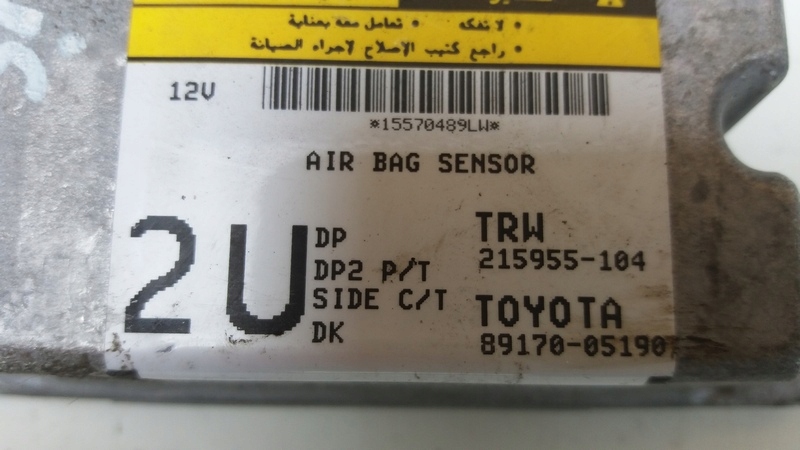 • لا تفكه • تعامل معه بعناية
• راجع كتيب الإصلاح لإجراء الصيانة
12V
*15570489LW*
AIR BAG SENSOR
2U
DP
DP2 P/T
SIDE C/T
DK
TRW
215955-104
TOYOTA
89170-05190